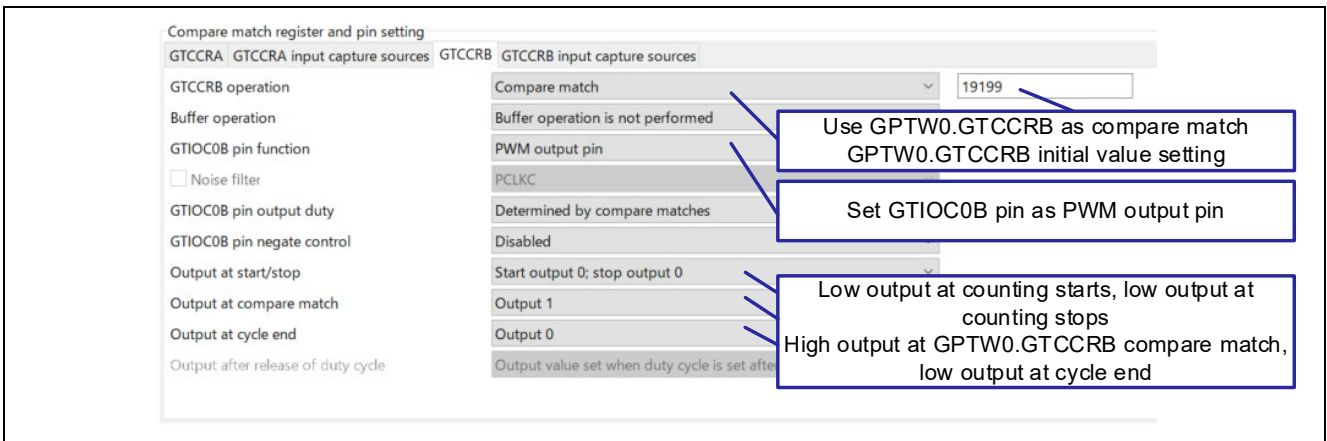 Compare match register and pin setting
GTCCRA GTCCRA input capture sources GTCCRB GTCCRB input capture sources
GTCCRB operation Compare match 19199
Buffer operation Buffer operation is not performed
Use GPTW0.GTCCRB as compare match
GPTW0.GTCCRB initial value setting
GTIOC0B pin function PWM output pin
Noise filter PCLKC
GTIOC0B pin output duty Determined by compare matches
Set GTIOC0B pin as PWM output pin
GTIOC0B pin negate control Disabled
Output at start/stop Start output 0; stop output 0
Output at compare match Output 1
Output at cycle end Output 0
Low output at counting starts, low output at
counting stops
High output at GPTW0.GTCCRB compare match,
low output at cycle end
Output after release of duty cycle Output value set when duty cycle is set after